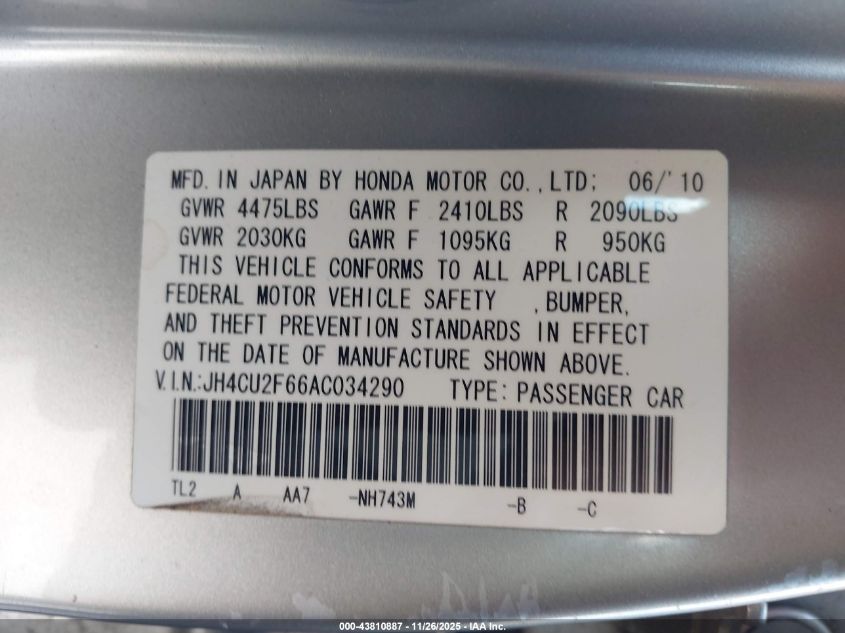 MFD. IN JAPAN BY HONDA MOTOR CO., LTD; 06/'10
GVWR 4475LBS GAWR F 2410LBS R 2090LBS
GVWR 2030KG GAWR F 1095KG R 950KG
THIS VEHICLE CONFORMS TO ALL APPLICABLE
FEDERAL MOTOR VEHICLE SAFETY , BUMPER,
AND THEFT PREVENTION STANDARDS IN EFFECT
ON THE DATE OF MANUFACTURE SHOWN ABOVE.
V.I.N.:JH4CU2F66AC034290 TYPE: PASSENGER CAR
TL2 A AA7 -NH743M -B -C
000-43810887 - 11/26/2025 - IAA Inc.